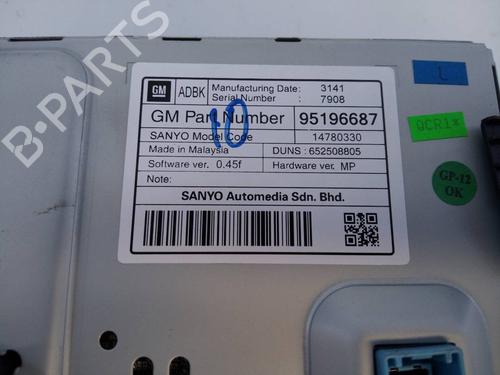 B-PARTS
GM
ADBK
Manufacturing Date: 3141
Serial Number : 7908
GM Part Number 95196687
10
SANYO Model Code 14780330
Made in Malaysia DUNS : 652508805
Software ver. 0.45f Hardware ver. MP
Note:
SANYO Automedia Sdn. Bhd.
L
QCR1*
GP-12
OK